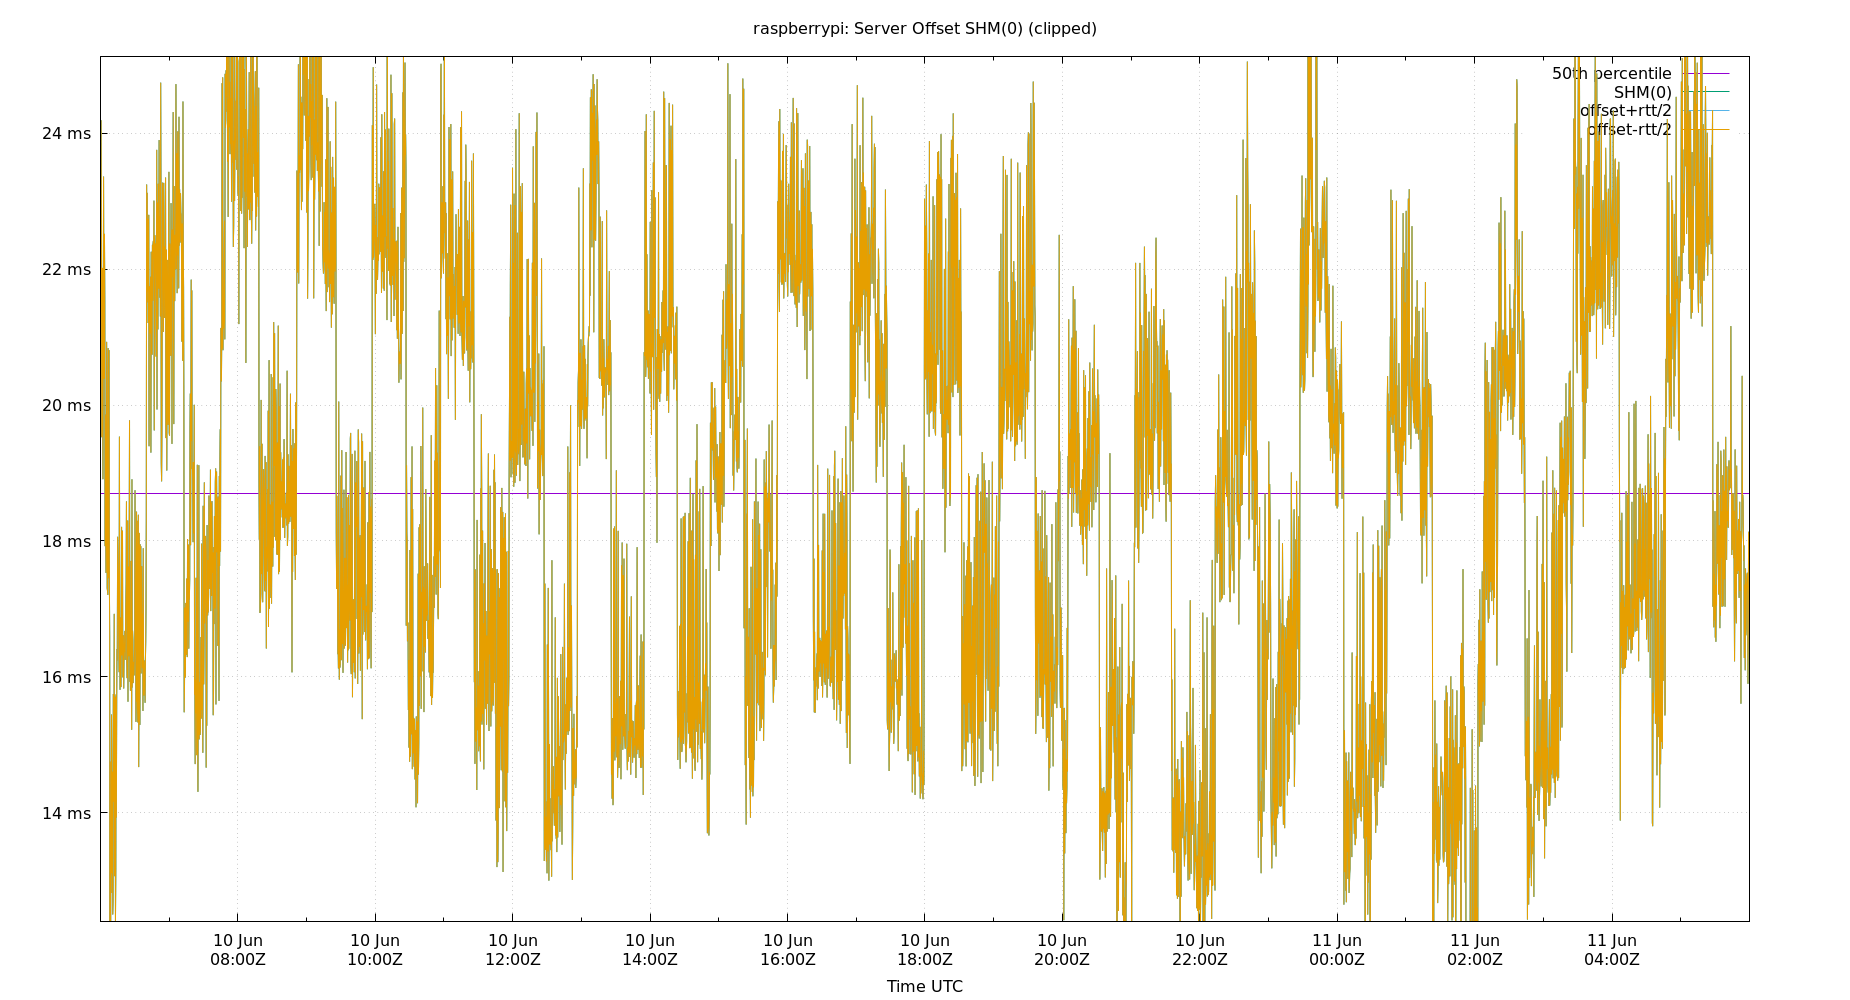 raspberrypi: Server Offset SHM(0) (clipped)
50th percentile
SHM(0)
offset+rtt/2
offset-rtt/2
24 ms
22 ms
20 ms
18 ms
16 ms
14 ms
10 Jun 10 Jun 10 Jun 10 Jun 10 Jun 10 Jun 10 Jun 10 Jun 11 Jun 11 Jun 11 Jun
08:00Z 10:00Z 12:00Z 14:00Z 16:00Z 18:00Z 20:00Z 22:00Z 00:00Z 02:00Z 04:00Z
Time UTC